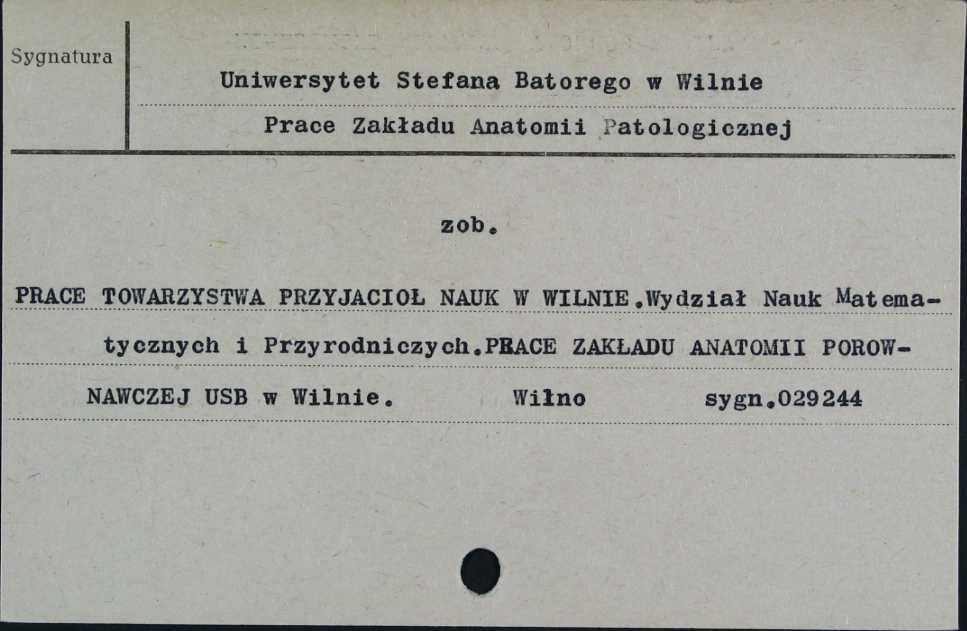 Sygnatura
Uniwersytet Stefana Batorego w Wilnie
Prace Zakładu Anatomii Patologicznej
zob.
PRACE TOWARZYSTWA PRZYJACIOŁ NAUK W WILNIE.Wydział Nauk Matema-
tycznych i Przyrodniczych.PRACE ZAKŁADU ANATOMII POROW-
NAWCZEJ USB w Wilnie. Wilno sygn.029244